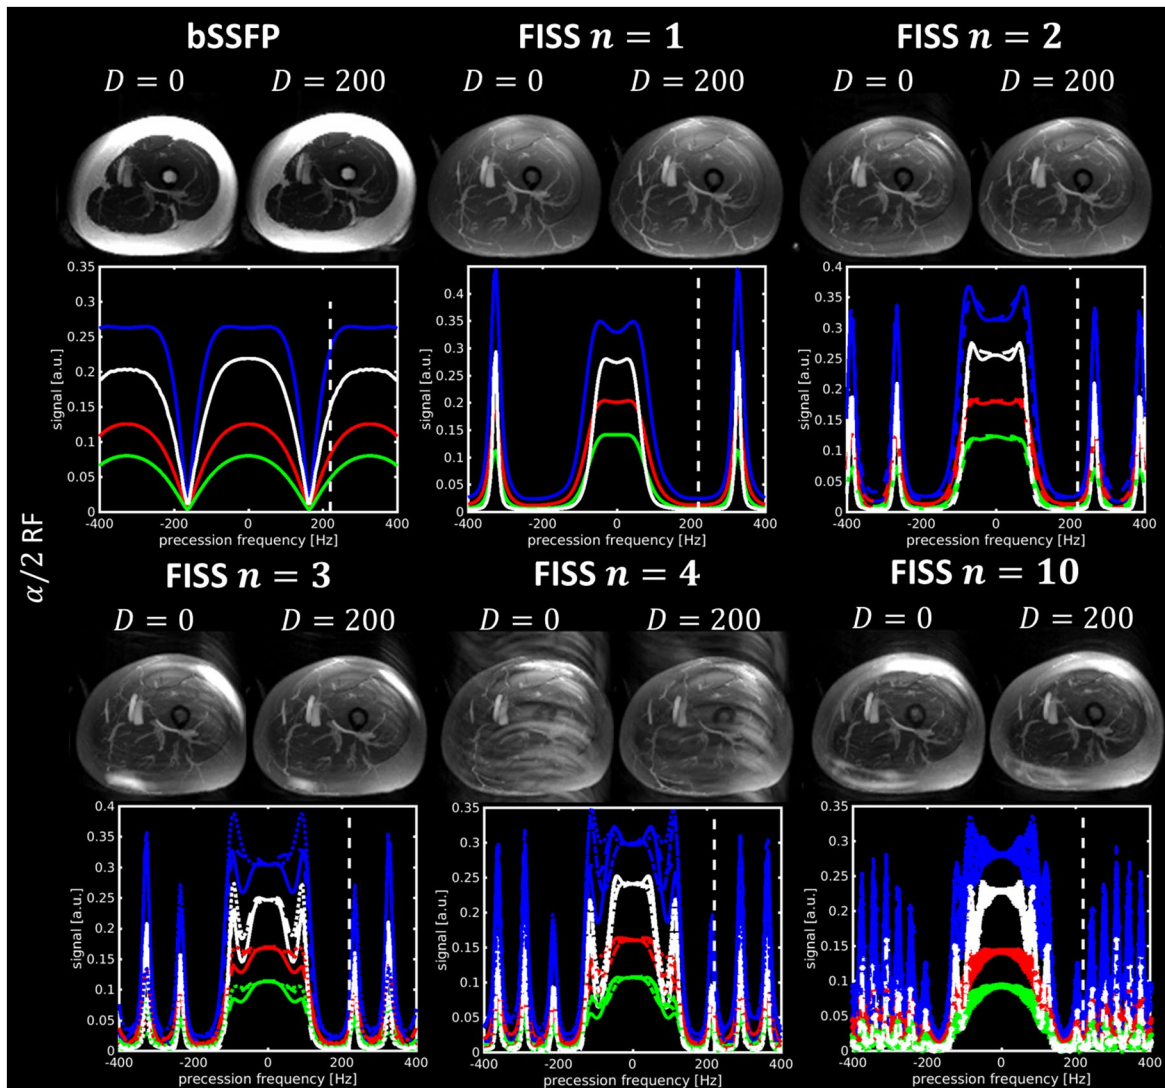 bSSFP FISS n = 1 FISS n = 2
D = 0 D = 200 D = 0 D = 200 D = 0 D = 200
0.35
0.3
0.25
0.2
0.15
0.1
0.05
0
signal [a.u.]
-400 -200 0 200 400
precession frequency [Hz]
0.4
0.35
0.3
0.25
0.2
0.15
0.1
0.05
0
signal [a.u.]
-400 -200 0 200 400
precession frequency [Hz]
0.4
0.35
0.3
0.25
0.2
0.15
0.1
0.05
0
signal [a.u.]
-400 -200 0 200 400
precession frequency [Hz]
α/2 RF
FISS n = 3 FISS n = 4 FISS n = 10
D = 0 D = 200 D = 0 D = 200 D = 0 D = 200
0.4
0.35
0.3
0.25
0.2
0.15
0.1
0.05
0
signal [a.u.]
-400 -200 0 200 400
precession frequency [Hz]
0.35
0.3
0.25
0.2
0.15
0.1
0.05
0
signal [a.u.]
-400 -200 0 200 400
precession frequency [Hz]
0.35
0.3
0.25
0.2
0.15
0.1
0.05
0
signal [a.u.]
-400 -200 0 200 400
precession frequency [Hz]